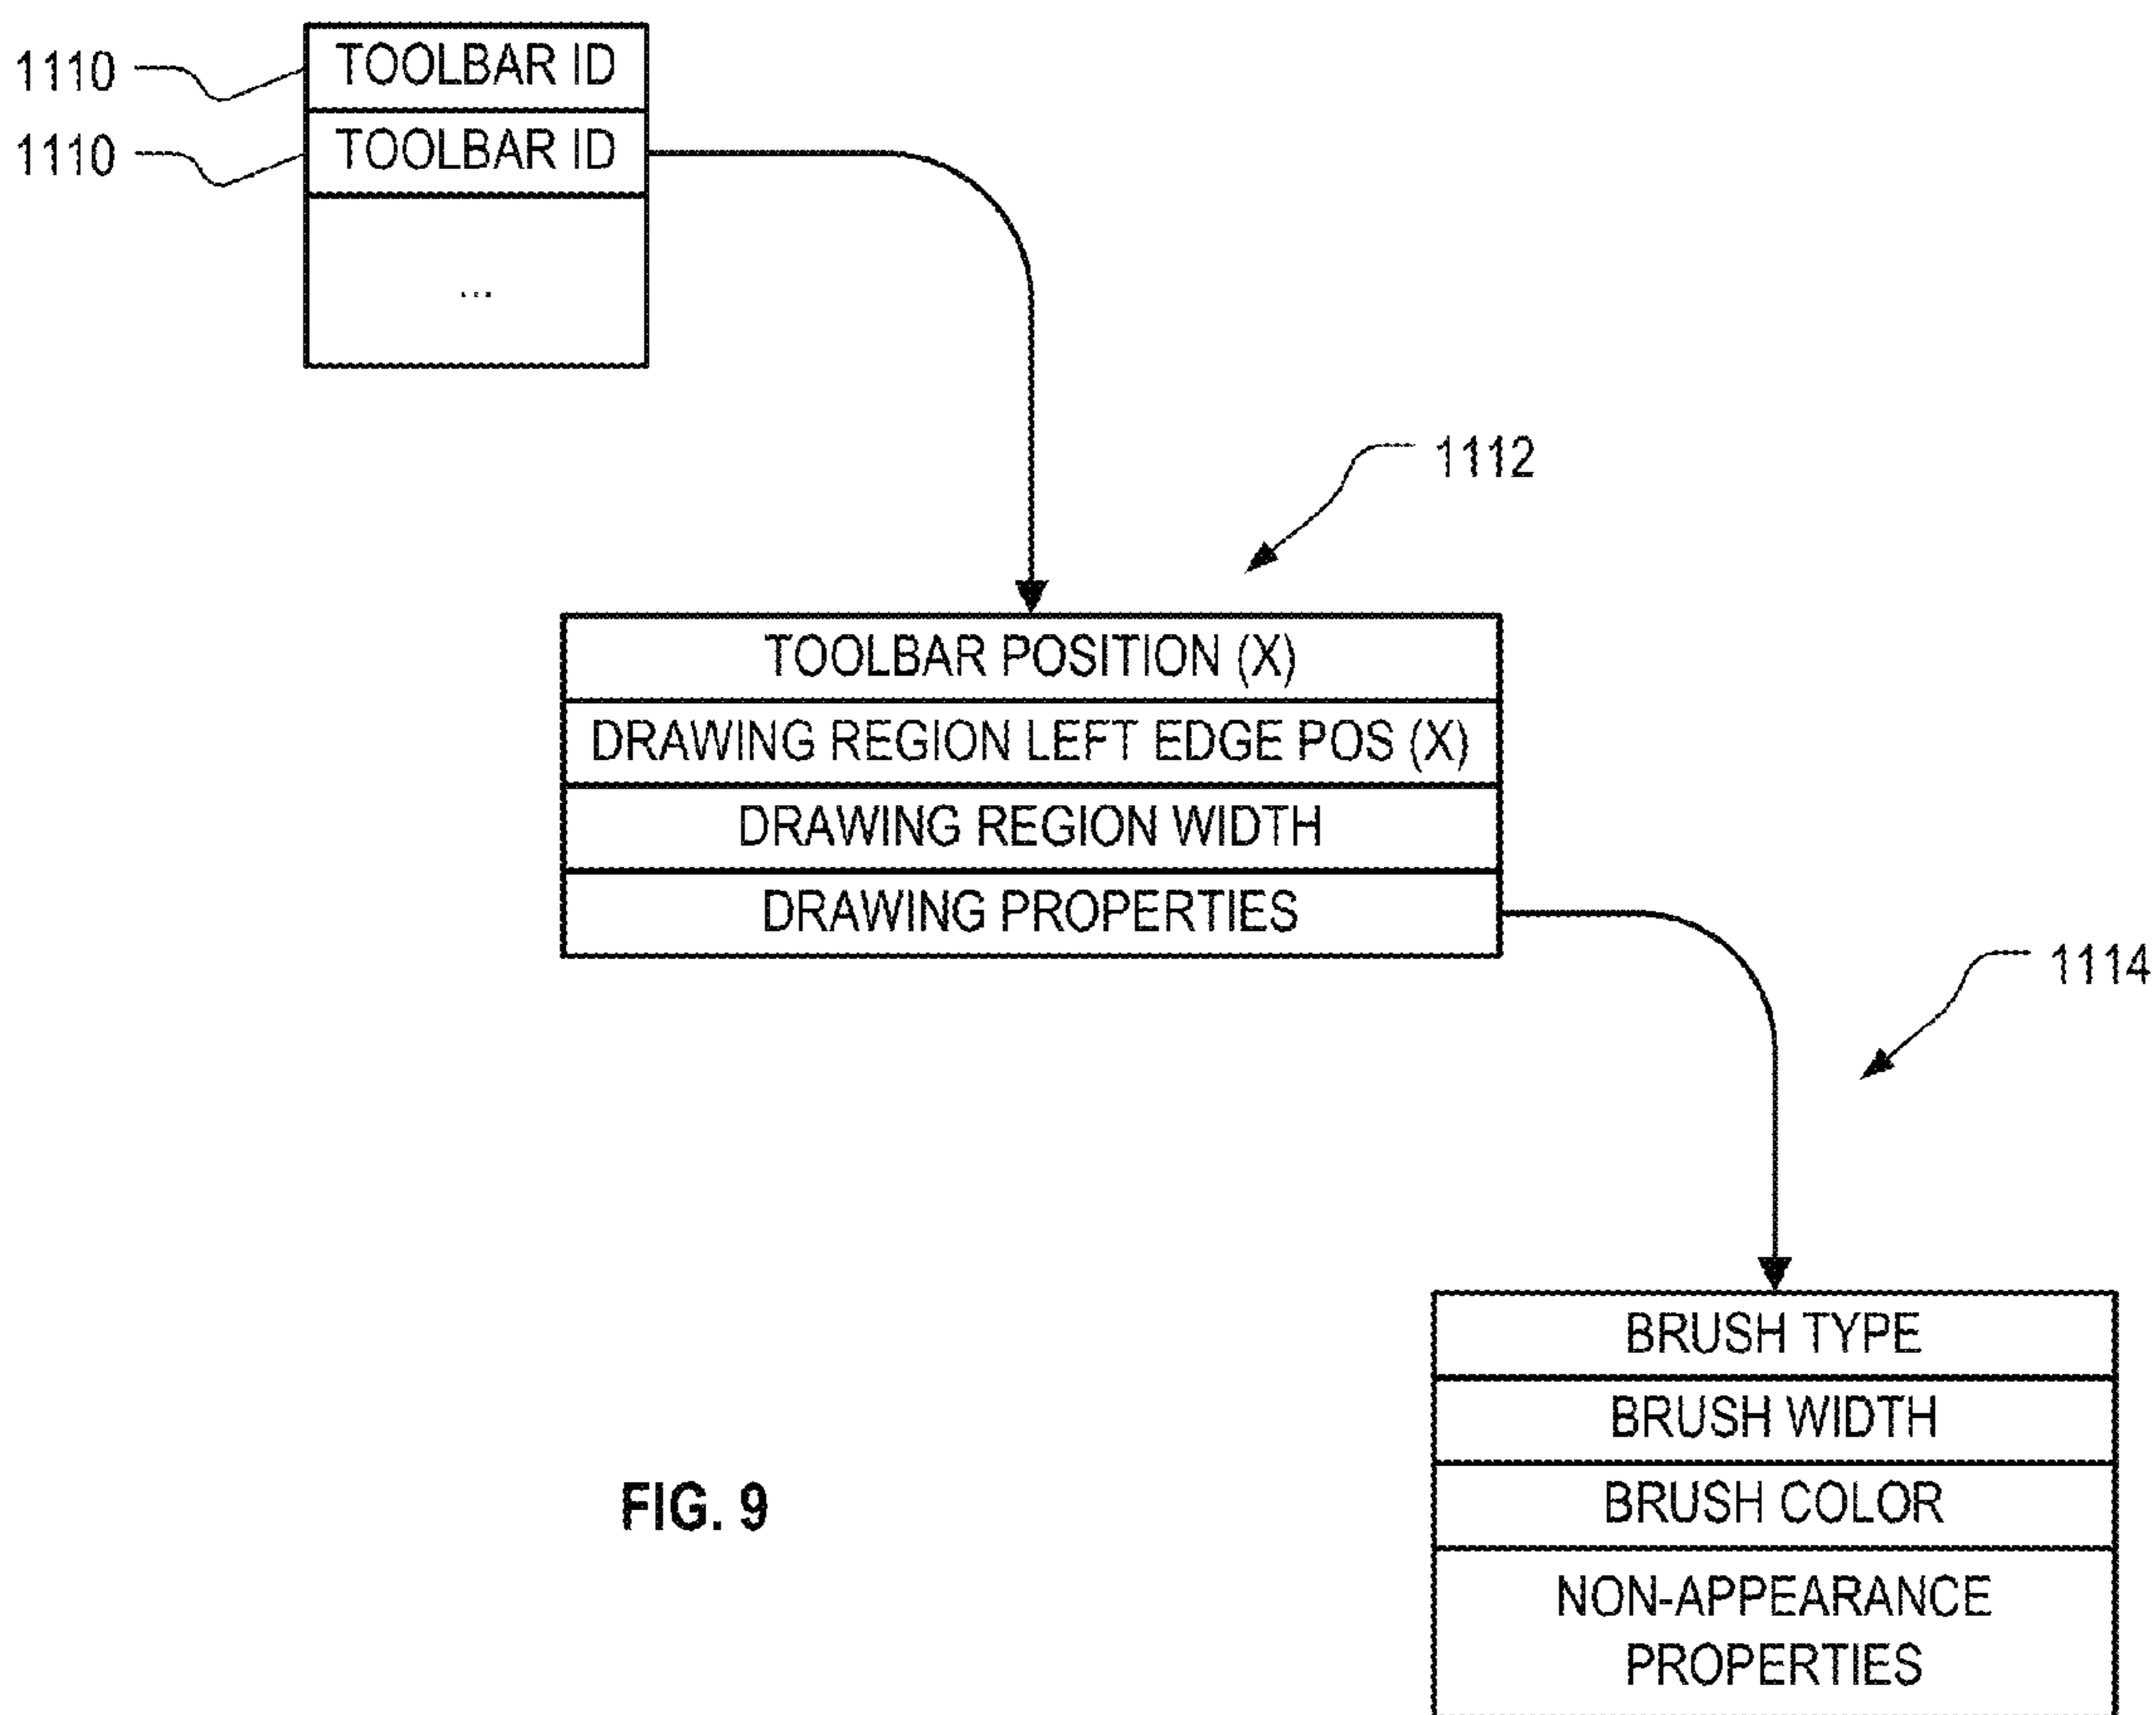 1110 TOOLBAR ID
1110 TOOLBAR ID
...
1112
TOOLBAR POSITION (X)
DRAWING REGION LEFT EDGE POS (X)
DRAWING REGION WIDTH
DRAWING PROPERTIES
1114
BRUSH TYPE
BRUSH WIDTH
BRUSH COLOR
NON-APPEARANCE
PROPERTIES
FIG. 9